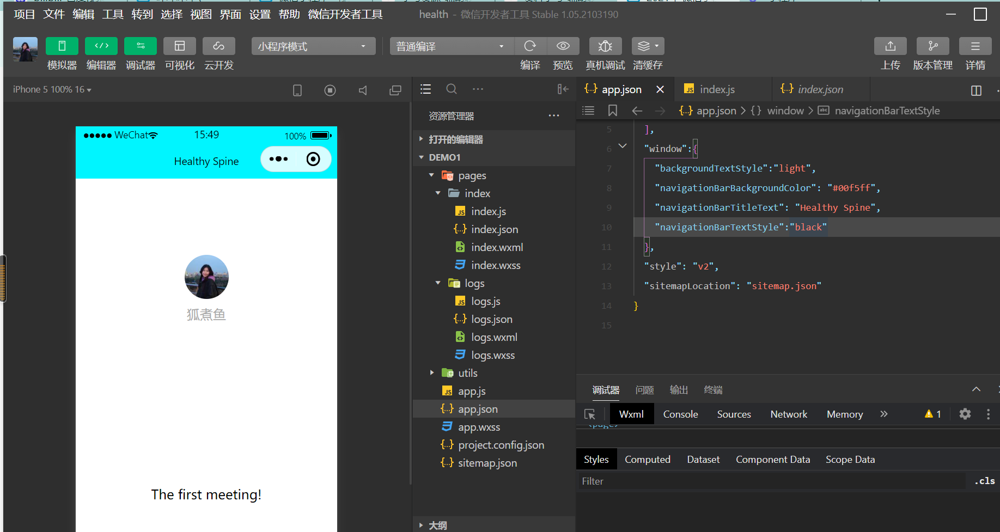 项目 文件 编辑 工具 转到 选择 视图 界面 设置 帮助 微信开发者工具 health - 微信开发者工具 Stable 1.05.2103190
小程序模式 普通编译
模拟器 编辑器 调试器 可视化 云开发 编译 预览 真机调试 清缓存 上传 版本管理 详情
iPhone 5 100% 16
WeChat 15:49 100%
Healthy Spine
狐煮鱼
The first meeting!
资源管理器
打开的编辑器
DEMO1
pages
index
JS index.js
{..} index.json
index.wxml
index.wxss
logs
JS logs.js
{..} logs.json
logs.wxml
logs.wxss
utils
JS app.js
{..} app.json
app.wxss
{..} project.config.json
{..} sitemap.json
大纲
{..} app.json JS index.js {..} index.json
{..} app.json > {} window > abc navigationBarTextStyle
5 ],
6 "window":{
7 "backgroundTextStyle":"light",
8 "navigationBarBackgroundColor": "#00f5ff",
9 "navigationBarTitleText": "Healthy Spine",
10 "navigationBarTextStyle":"black"
11 },
12 "style": "v2",
13 "sitemapLocation": "sitemap.json"
14 }
15
调试器 问题 输出 终端
Wxml Console Sources Network Memory » 1
<page>
Styles Computed Dataset Component Data Scope Data
Filter .cls